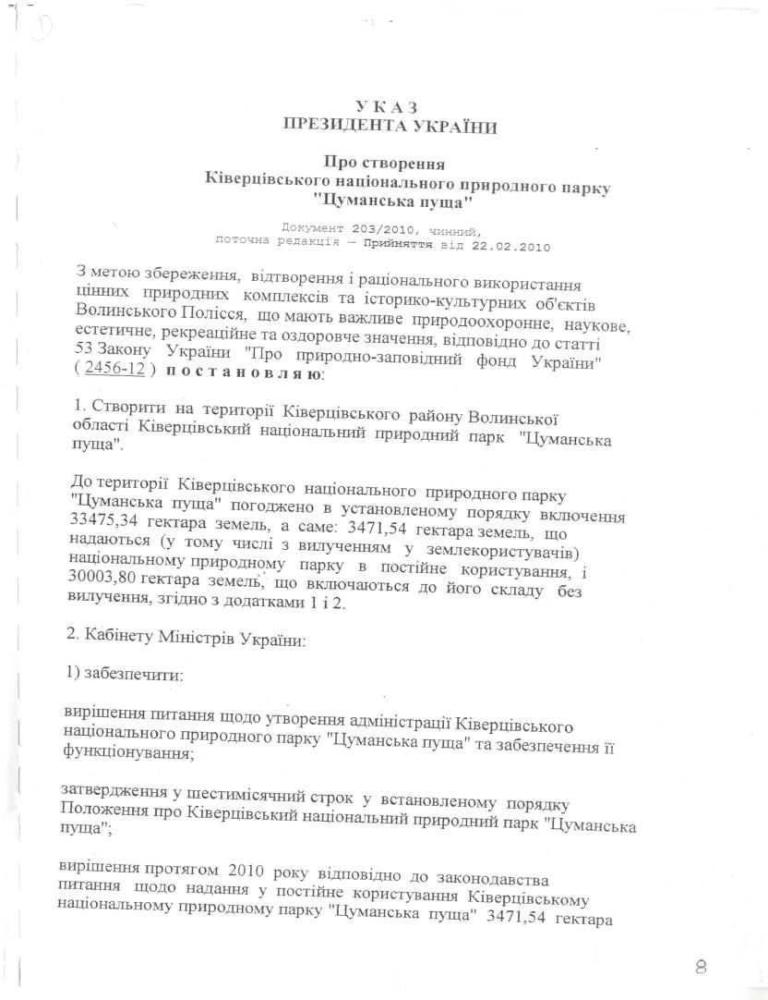 У К А З
ПРЕЗИДЕНТА УКРАЇНИ
Про створення
Ківерцівського національного природного парку
"Цуманська пуща"
Документ 203/2010, чинний,
поточна редакція — Прийняття від 22.02.2010
З метою збереження, відтворення і раціонального використання
цінних природних комплексів та історико-культурних об'єктів
Волинського Полісся, що мають важливе природоохоронне, наукове,
естетичне, рекреаційне та оздоровче значення, відповідно до статті
53 Закону України "Про природно-заповідний фонд України"
( 2456-12 ) п о с т а н о в л я ю:
1. Створити на території Ківерцівського району Волинської
області Ківерцівський національний природний парк "Цуманська
пуща".
До території Ківерцівського національного природного парку
"Цуманська пуща" погоджено в установленому порядку включення
33475,34 гектара земель, а саме: 3471,54 гектара земель, що
надаються (у тому числі з вилученням у землекористувачів)
національному природному парку в постійне користування, і
30003,80 гектара земель, що включаються до його складу без
вилучення, згідно з додатками 1 і 2.
2. Кабінету Міністрів України:
1) забезпечити:
вирішення питання щодо утворення адміністрації Ківерцівського
національного природного парку "Цуманська пуща" та забезпечення її
функціонування;
затвердження у шестимісячний строк у встановленому порядку
Положення про Ківерцівський національний природний парк "Цуманська
пуща";
вирішення протягом 2010 року відповідно до законодавства
питання щодо надання у постійне користування Ківерцівському
національному природному парку "Цуманська пуща" 3471,54 гектара
8